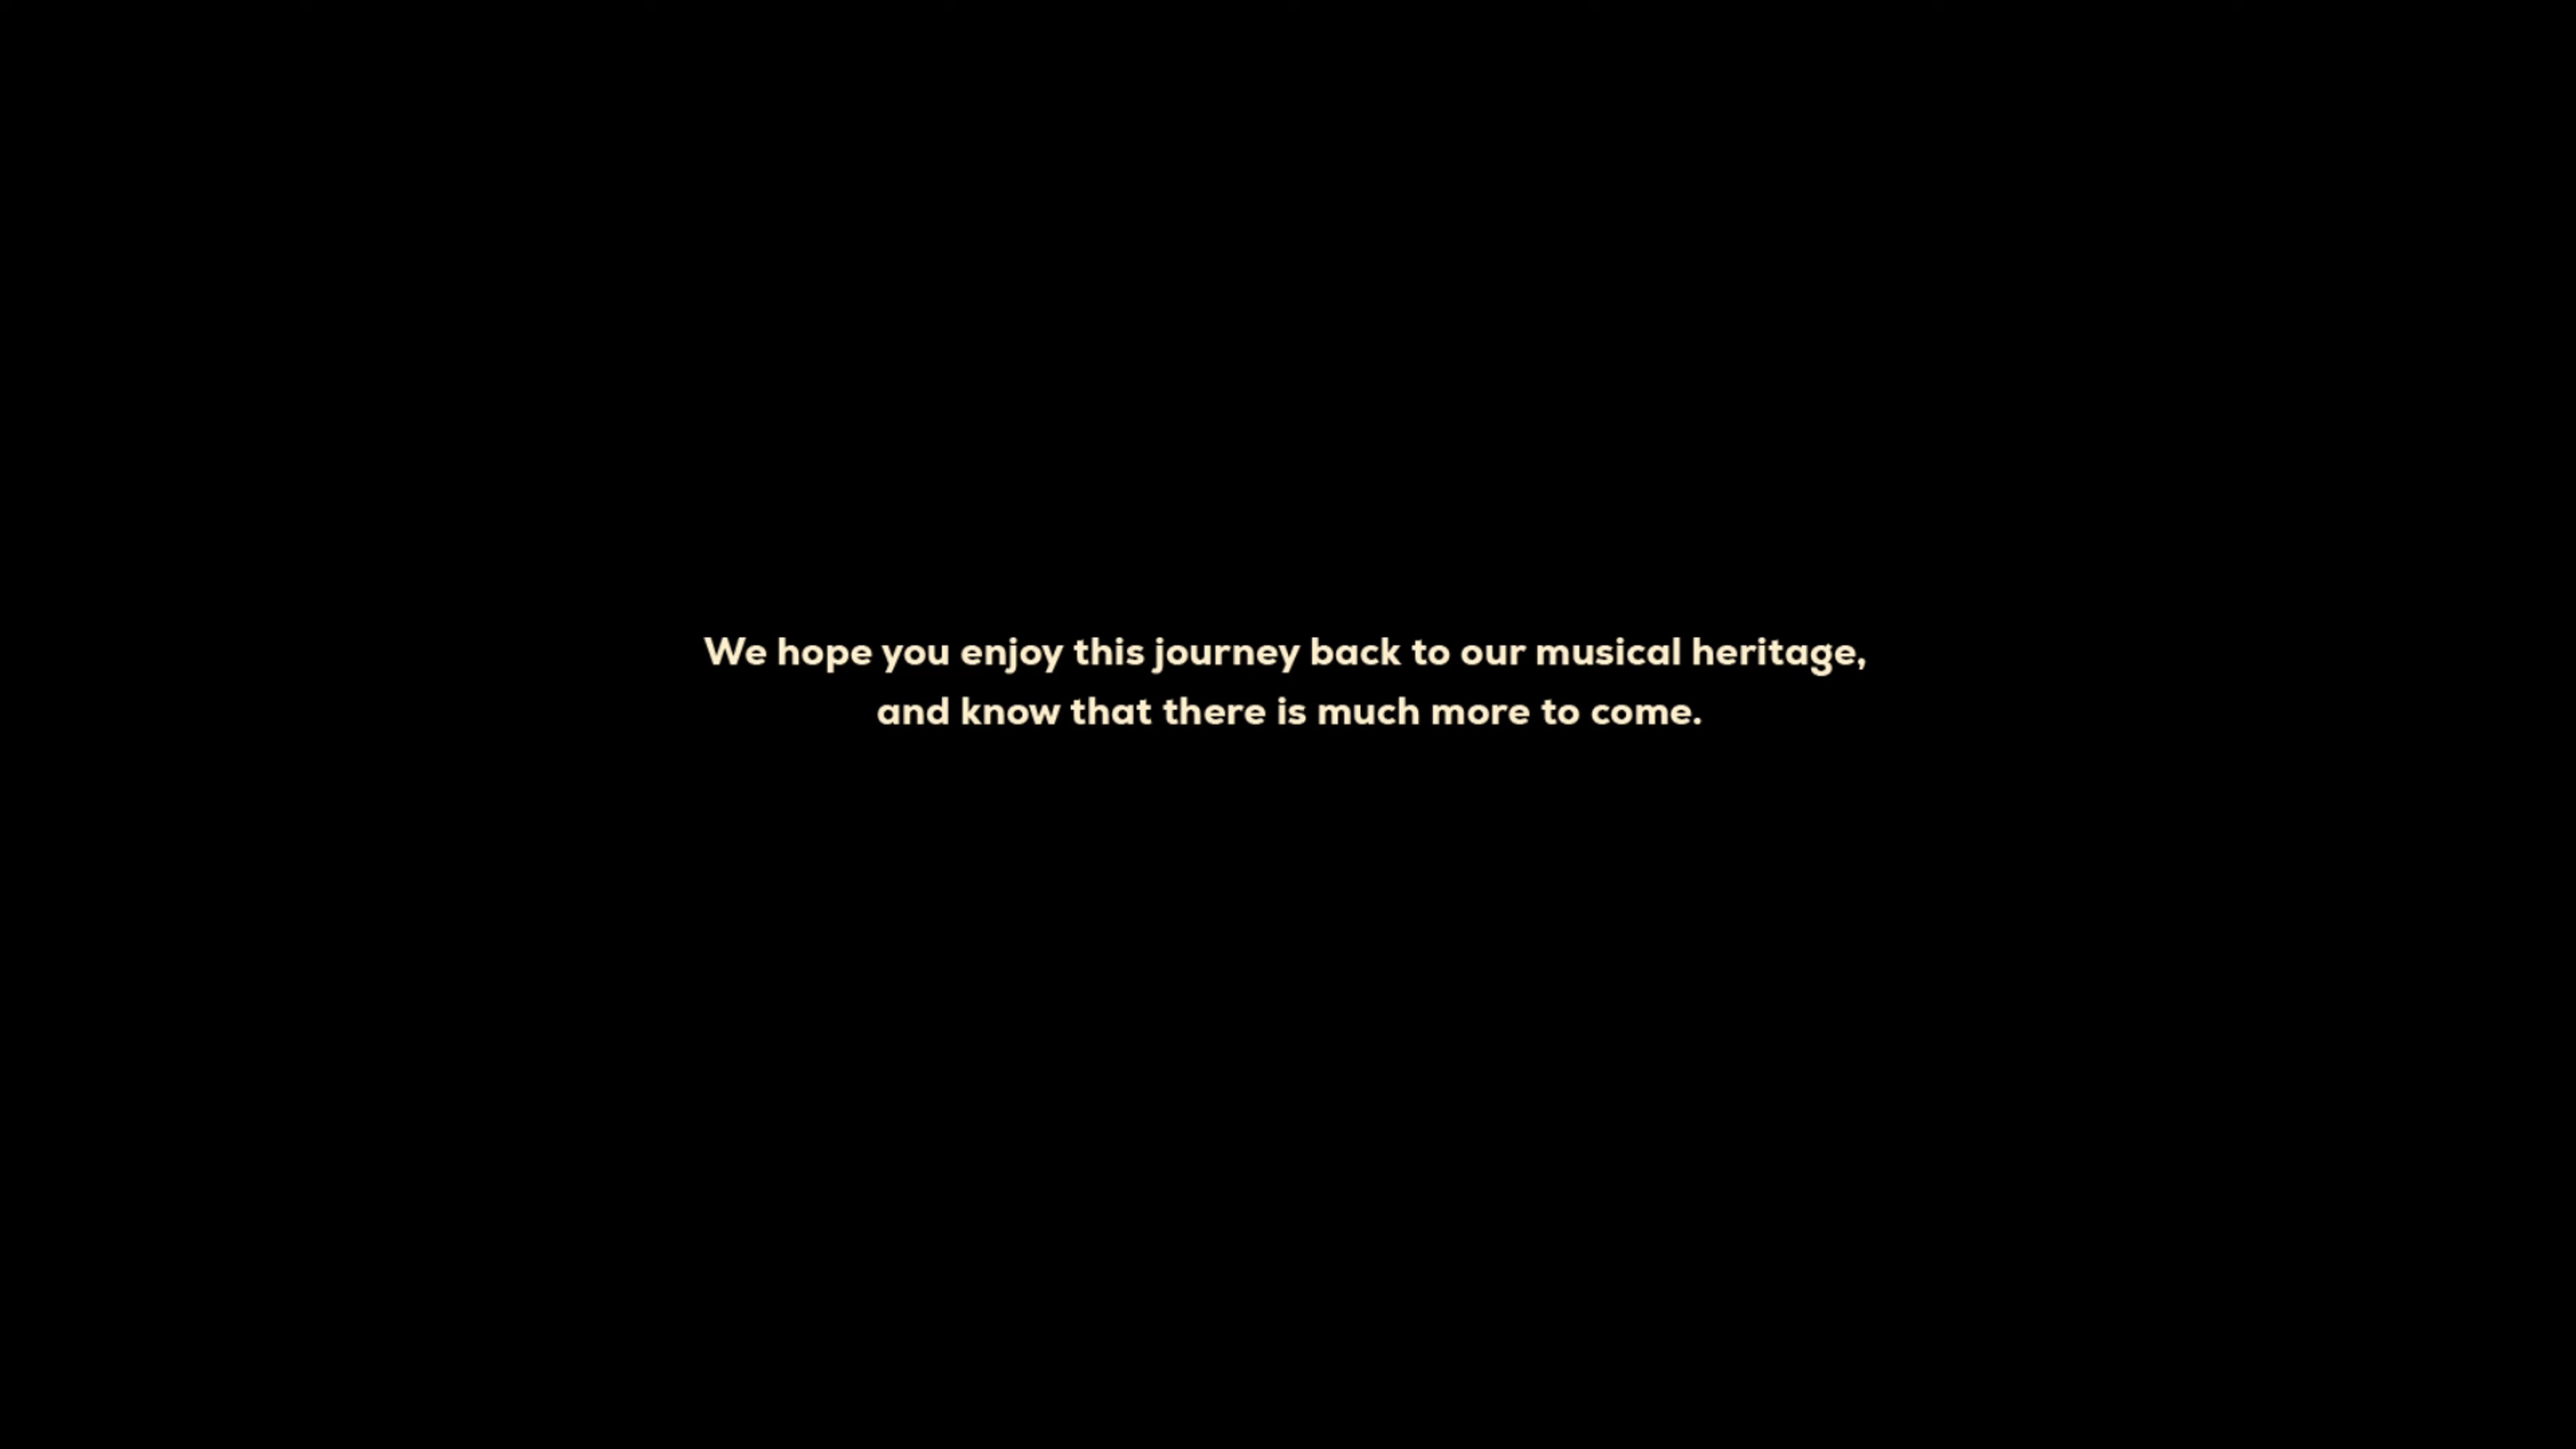 We hope you enjoy this journey back to our musical heritage,
and know that there is much more to come.